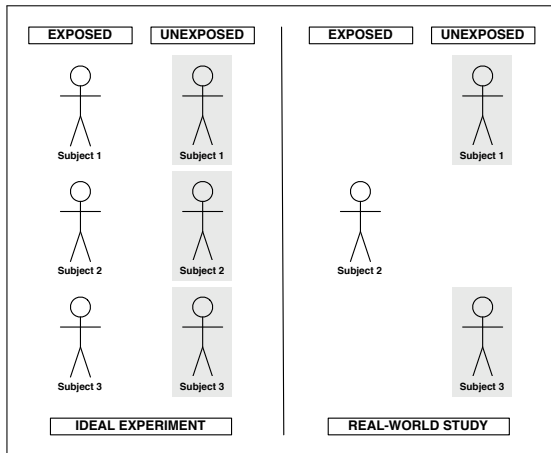 EXPOSED UNEXPOSED EXPOSED UNEXPOSED
Subject 1 Subject 1 Subject 1
Subject 2 Subject 2 Subject 2
Subject 3 Subject 3 Subject 3
IDEAL EXPERIMENT REAL-WORLD STUDY